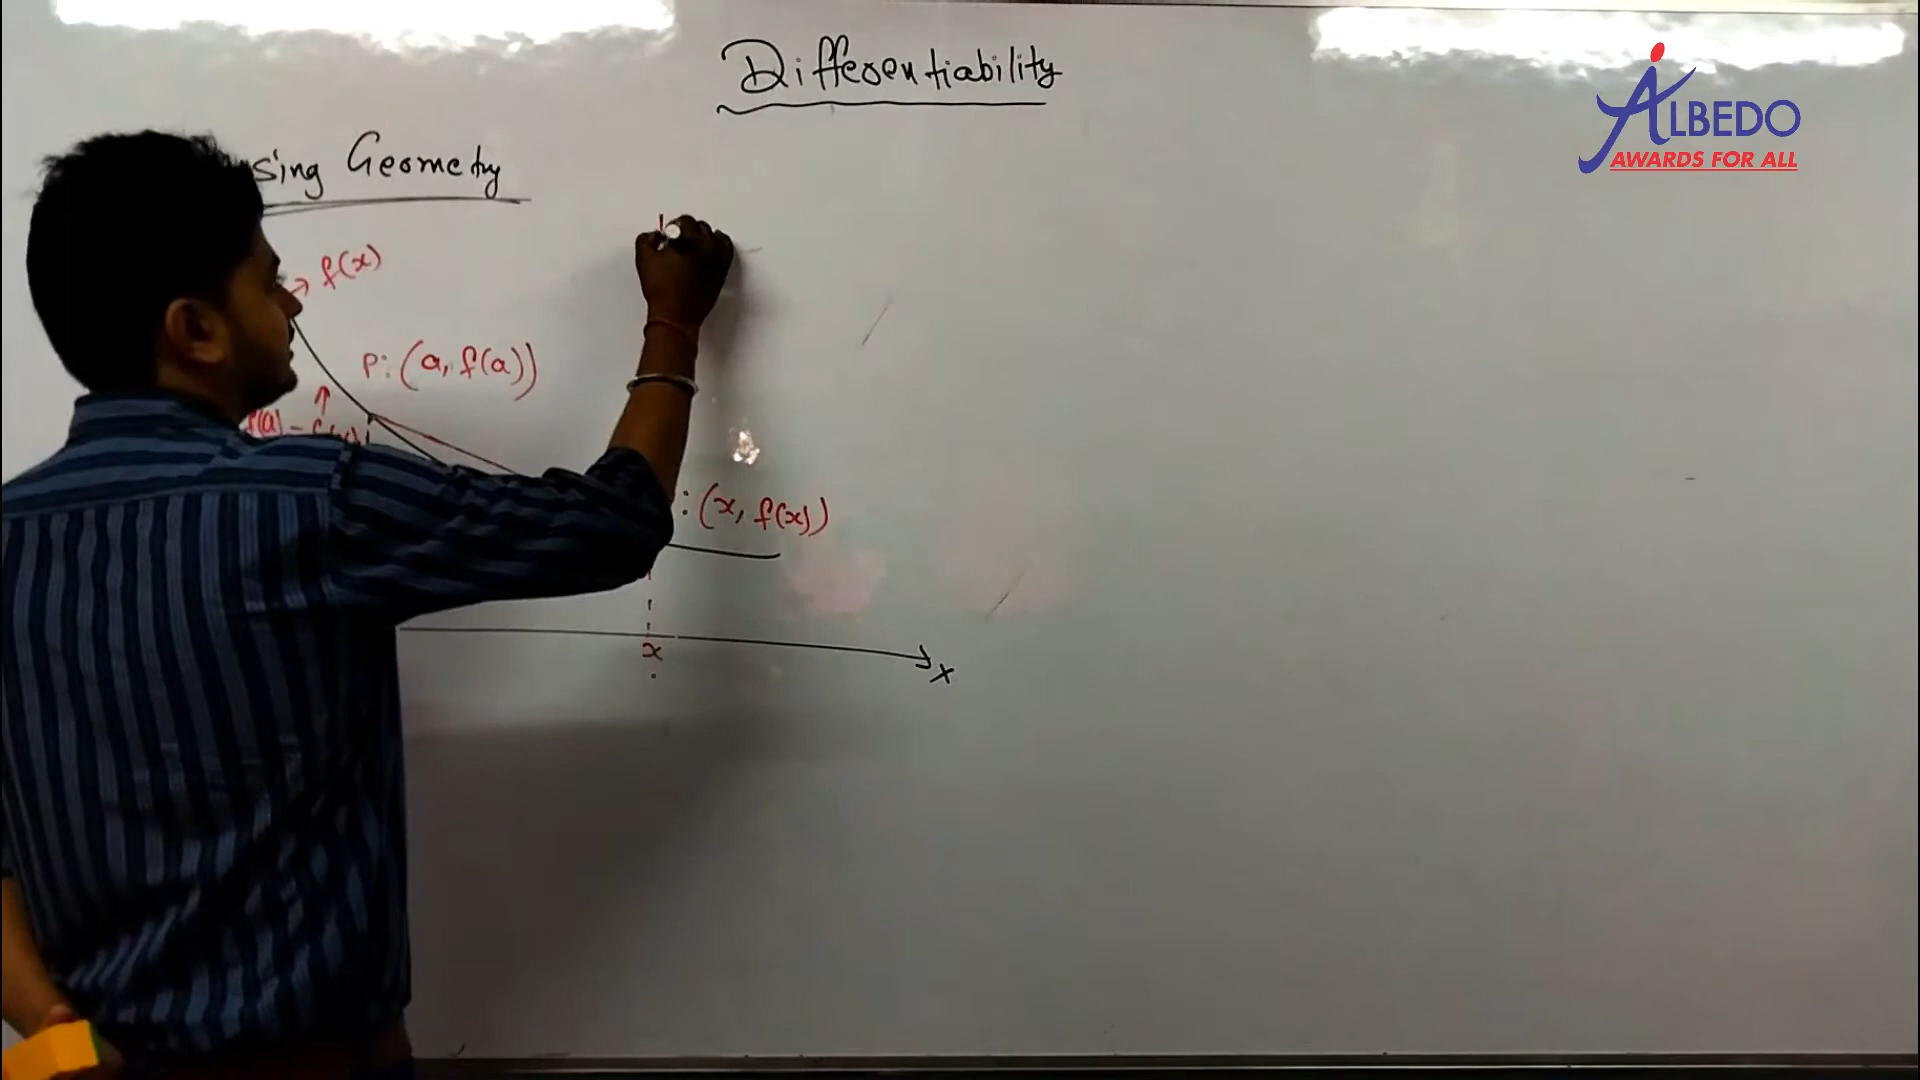 Differentiability
ALBEDO
AWARDS FOR ALL
sing Geometry
→ f(x)
P: (a, f(a))
f(a) -
: (x, f(x))
x
X